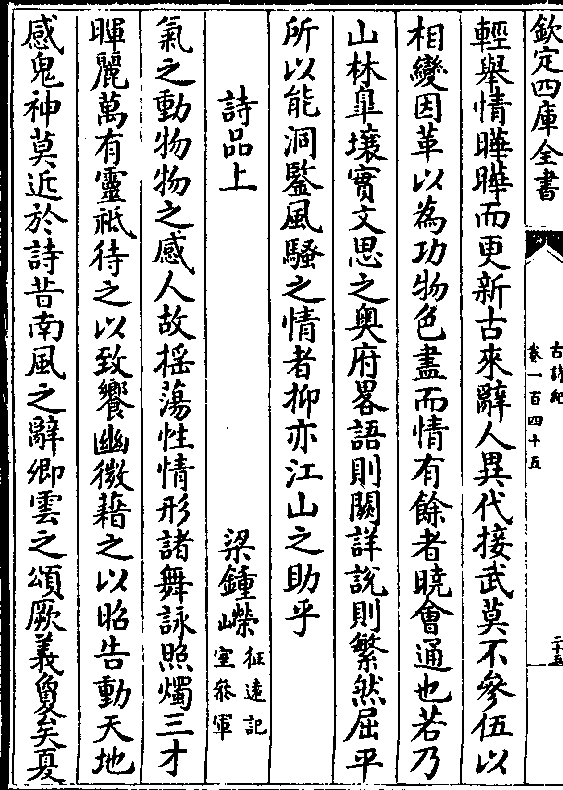 欽定四庫全書
古詩紀
卷一百四十五
二十五
輕舉情曄曄而更新古來辭人異代接武莫不參伍以
相變因革以為功物色盡而情有餘者曉會通也若乃
山林臯壤實文思之奥府畧語則闕詳說則繁然屈平
所以能洞鑒風騷之情者抑亦江山之助乎
詩品上 梁鍾嶸 征遠記室叅軍
氣之動物物之感人故揺蕩性情形諸舞詠照燭三才
暉麗萬有靈祗待之以致饗幽微藉之以昭告動天地
感鬼神莫近於詩昔南風之辭卿雲之頌厥義敻矣夏